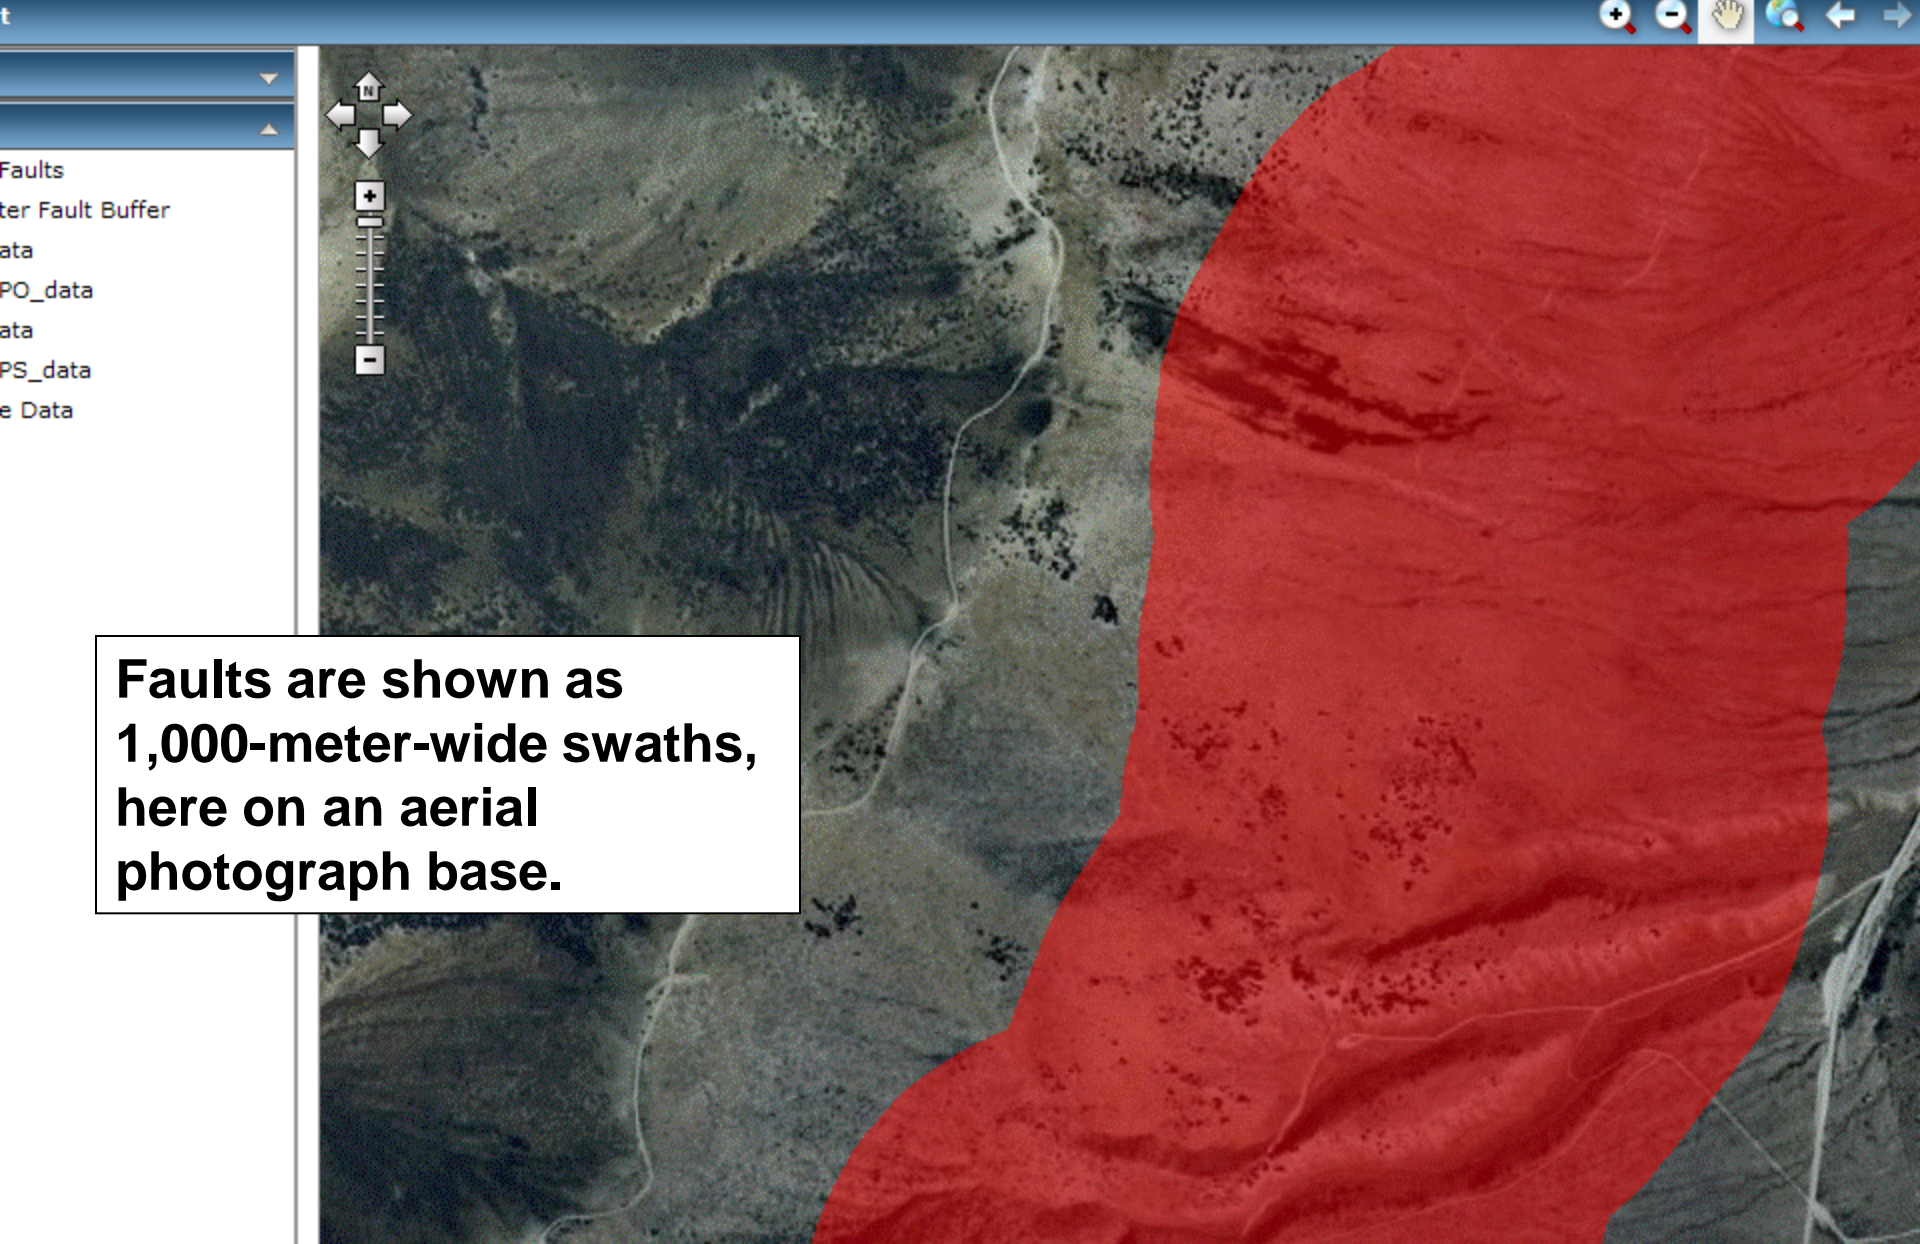 t
Faults
ter Fault Buffer
ata
PO_data
ata
PS_data
e Data
N
Faults are shown as
1,000-meter-wide swaths,
here on an aerial
photograph base.